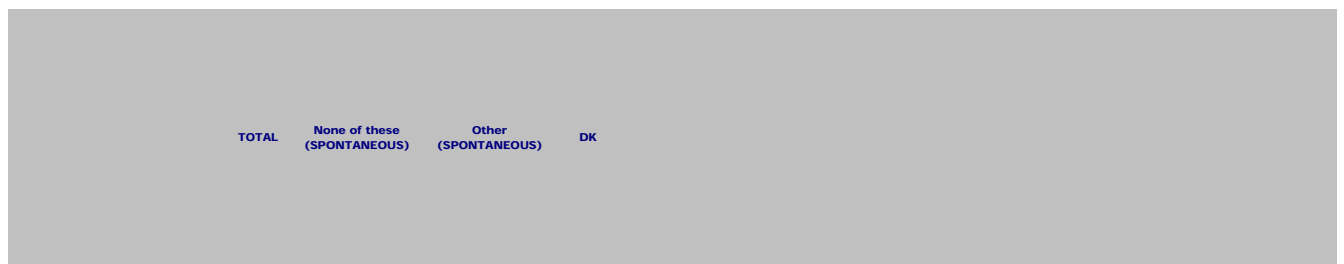 TOTAL
None of these
(SPONTANEOUS)
Other
(SPONTANEOUS)
DK